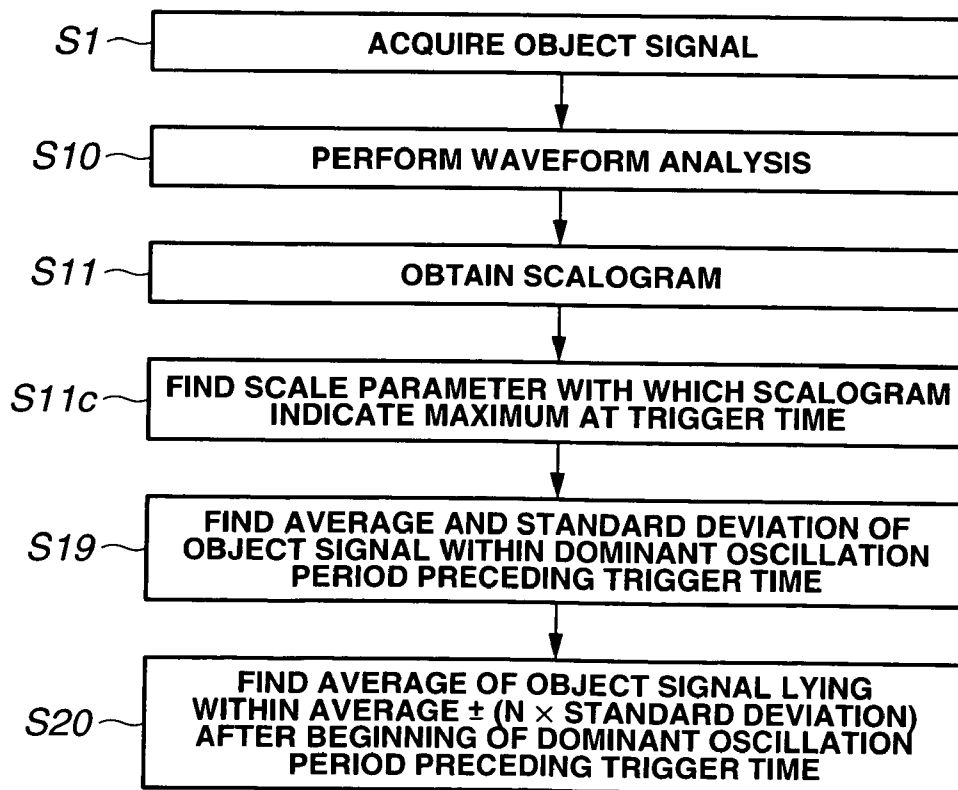 S1
ACQUIRE OBJECT SIGNAL
S10
PERFORM WAVEFORM ANALYSIS
S11
OBTAIN SCALOGRAM
S11c
FIND SCALE PARAMETER WITH WHICH SCALOGRAM
INDICATE MAXIMUM AT TRIGGER TIME
S19
FIND AVERAGE AND STANDARD DEVIATION OF
OBJECT SIGNAL WITHIN DOMINANT OSCILLATION
PERIOD PRECEDING TRIGGER TIME
S20
FIND AVERAGE OF OBJECT SIGNAL LYING
WITHIN AVERAGE ± (N × STANDARD DEVIATION)
AFTER BEGINNING OF DOMINANT OSCILLATION
PERIOD PRECEDING TRIGGER TIME